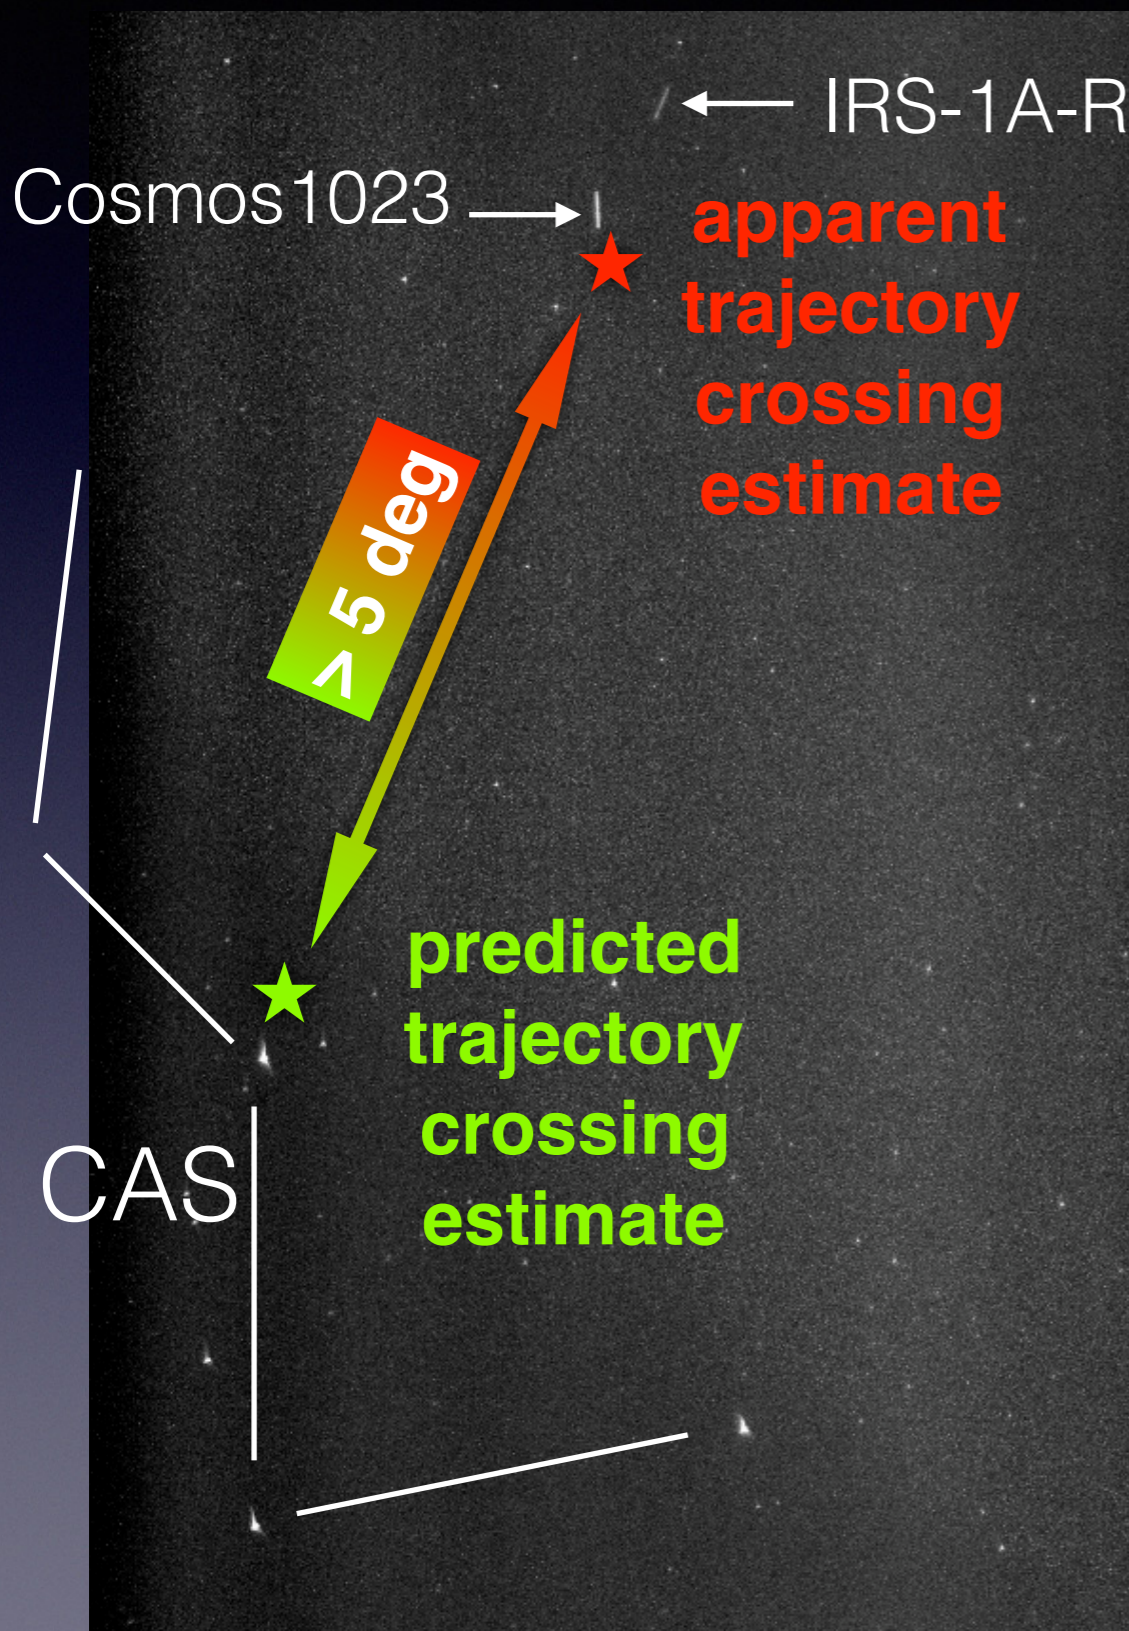 IRS-1A-R
Cosmos1023
apparent
trajectory
crossing
estimate
> 5 deg
predicted
trajectory
crossing
estimate
CAS